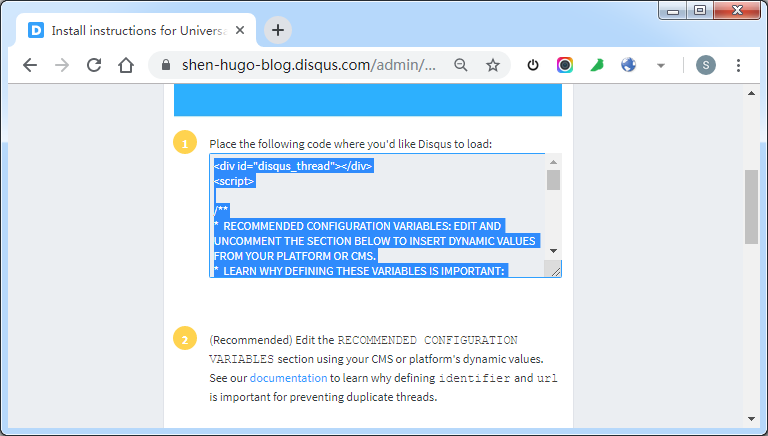 Install instructions for Universa
shen-hugo-blog.disqus.com/admin/...
S
1
Place the following code where you'd like Disqus to load:
<div id="disqus_thread"></div>
<script>
/**
* RECOMMENDED CONFIGURATION VARIABLES: EDIT AND
UNCOMMENT THE SECTION BELOW TO INSERT DYNAMIC VALUES
FROM YOUR PLATFORM OR CMS.
* LEARN WHY DEFINING THESE VARIABLES IS IMPORTANT:
2
(Recommended) Edit the RECOMMENDED CONFIGURATION
VARIABLES section using your CMS or platform's dynamic values.
See our documentation to learn why defining identifier and url
is important for preventing duplicate threads.